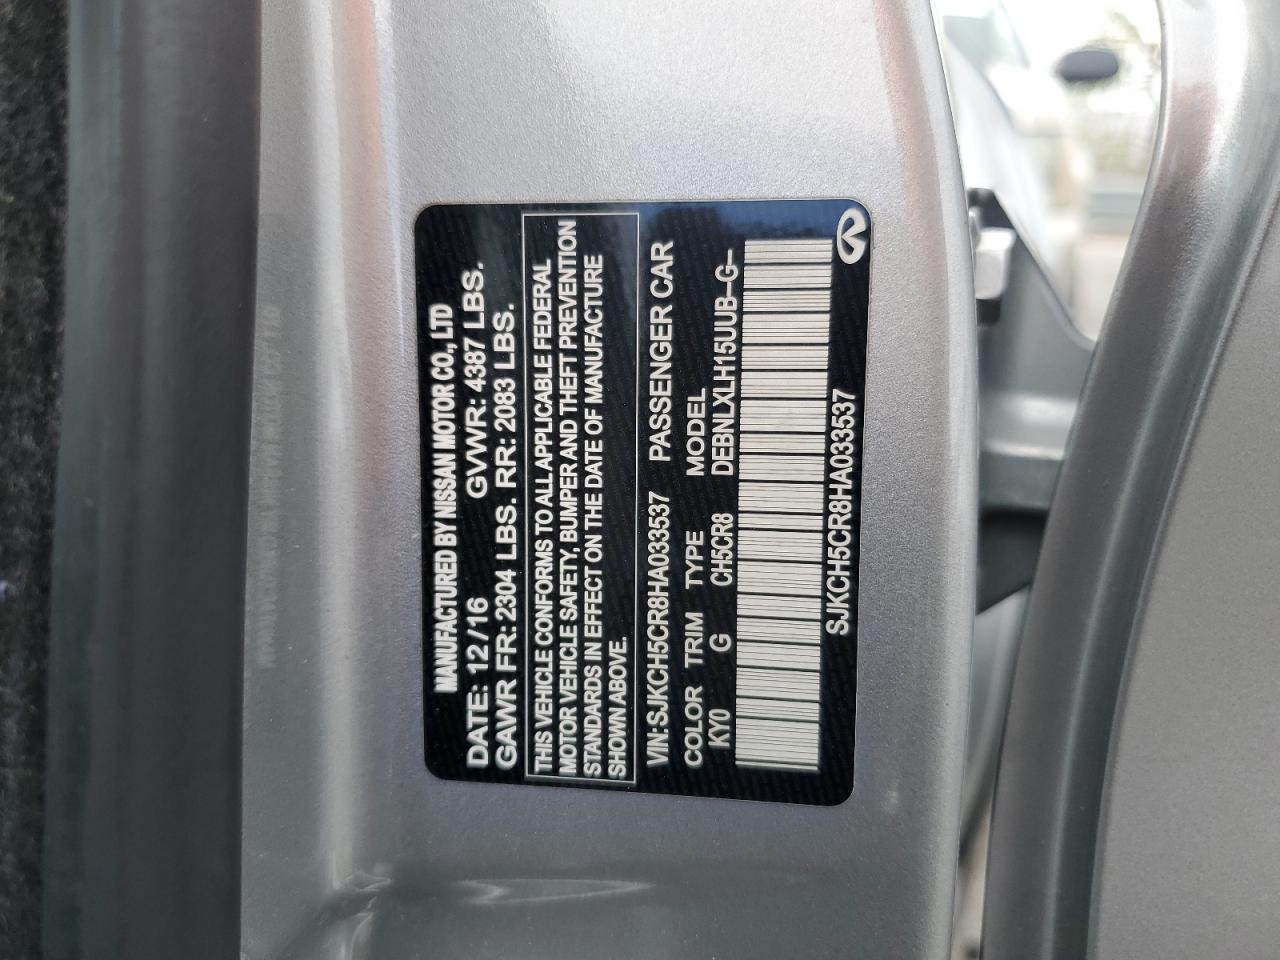 MANUFACTURED BY NISSAN MOTOR CO., LTD
DATE: 12/16 GVWR: 4387 LBS.
GAWR FR: 2304 LBS. RR: 2083 LBS.
THIS VEHICLE CONFORMS TO ALL APPLICABLE FEDERAL
MOTOR VEHICLE SAFETY, BUMPER AND THEFT PREVENTION
STANDARDS IN EFFECT ON THE DATE OF MANUFACTURE
SHOWN ABOVE.
VIN:SJKCH5CR8HA033537 PASSENGER CAR
COLOR TRIM TYPE MODEL
KY0 G CH5CR8 DEBNLXLH15UUB-G-
SJKCH5CR8HA033537